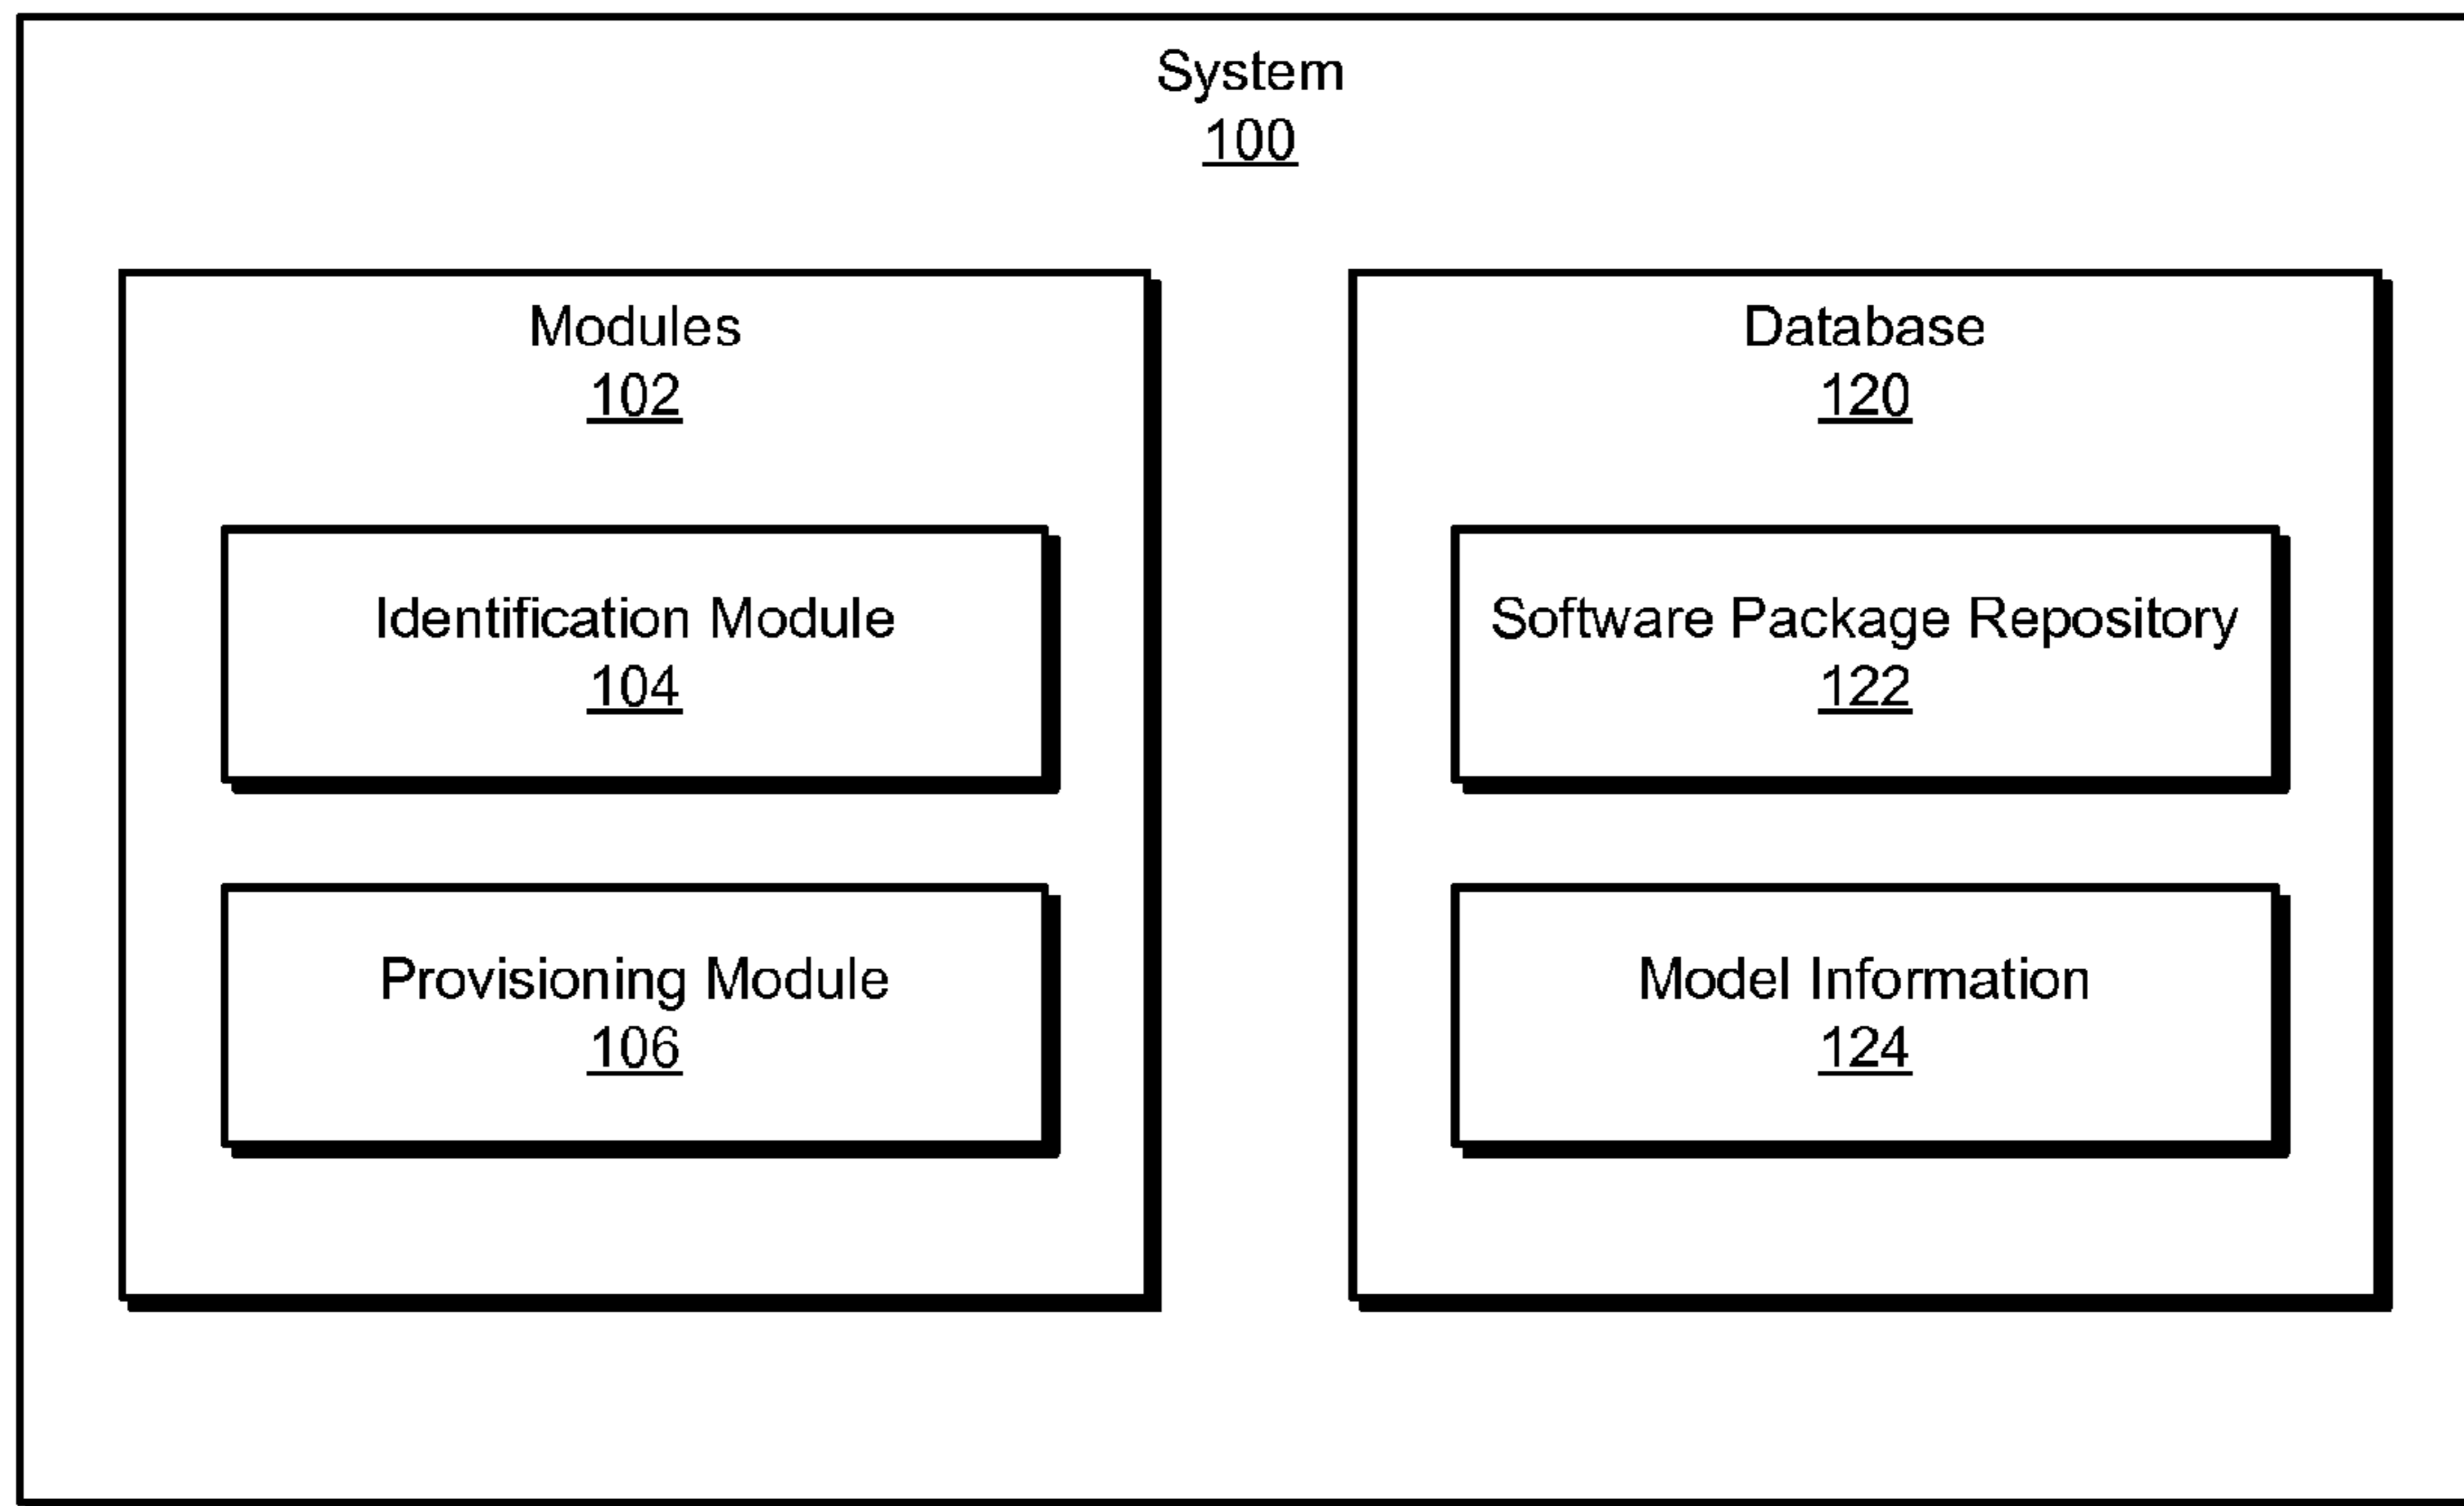 System
100
Modules
102
Identification Module
104
Provisioning Module
106
Database
120
Software Package Repository
122
Model Information
124